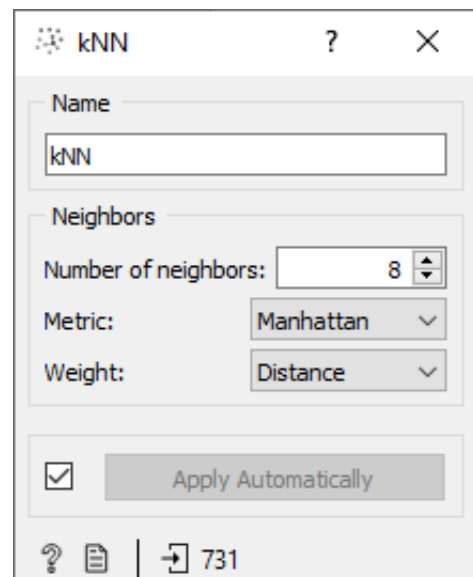 kNN ?
Name
kNN
Neighbors
Number of neighbors: 8
Metric: Manhattan
Weight: Distance
Apply Automatically
? 731